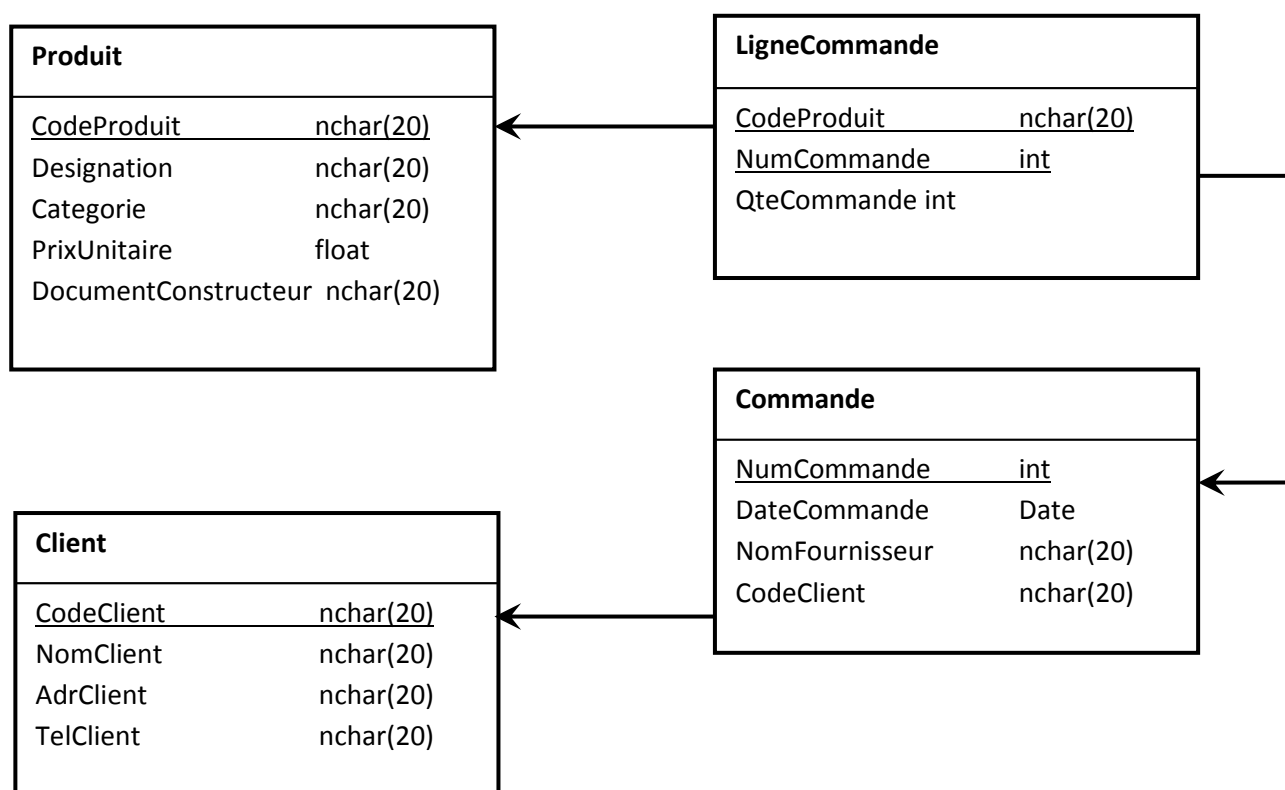 Produit
CodeProduit nchar(20)
Designation nchar(20)
Categorie nchar(20)
PrixUnitaire float
DocumentConstructeur nchar(20)
LigneCommande
CodeProduit nchar(20)
NumCommande int
QteCommande int
Commande
NumCommande int
DateCommande Date
NomFournisseur nchar(20)
CodeClient nchar(20)
Client
CodeClient nchar(20)
NomClient nchar(20)
AdrClient nchar(20)
TelClient nchar(20)